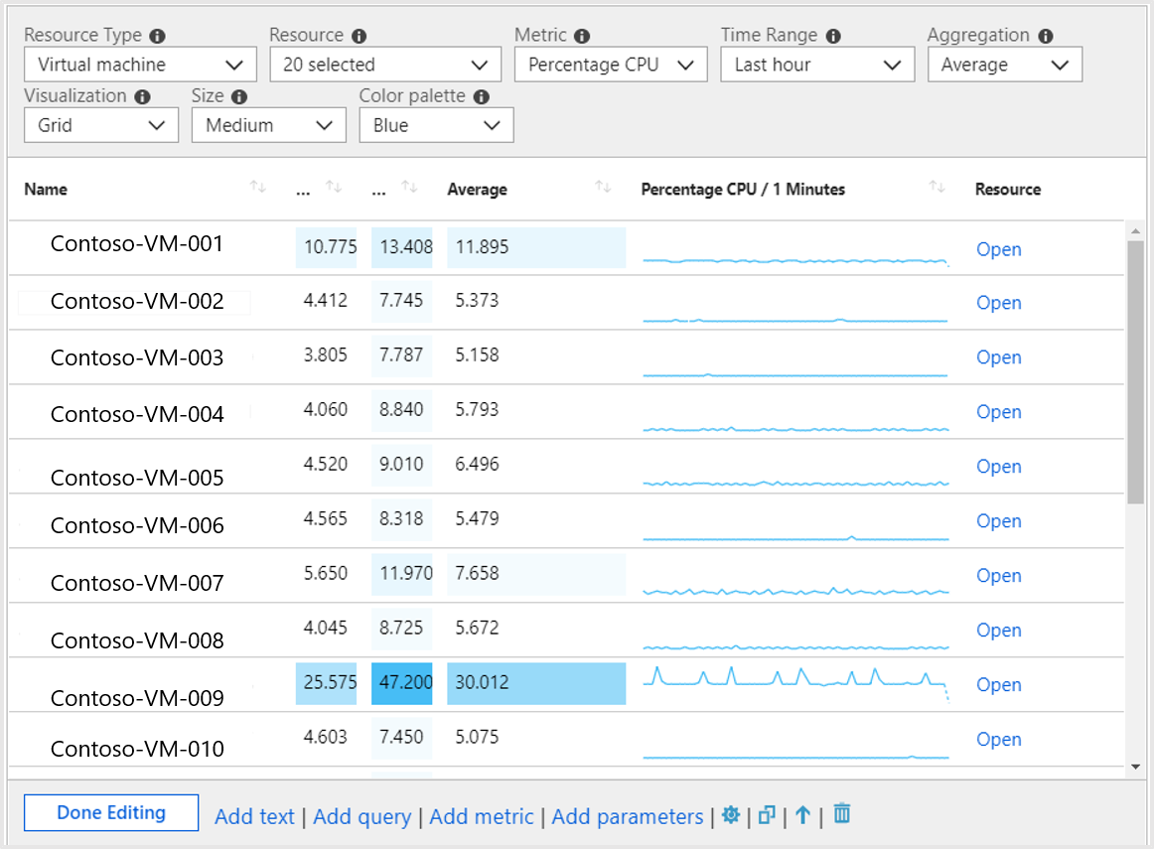 Resource Type Resource Metric Time Range Aggregation
Virtual machine 20 selected Percentage CPU Last hour Average
Visualization Size Color palette
Grid Medium Blue
Name ... ... Average Percentage CPU / 1 Minutes Resource
Contoso-VM-001 10.775 13.408 11.895 Open
Contoso-VM-002 4.412 7.745 5.373 Open
Contoso-VM-003 3.805 7.787 5.158 Open
Contoso-VM-004 4.060 8.840 5.793 Open
Contoso-VM-005 4.520 9.010 6.496 Open
Contoso-VM-006 4.565 8.318 5.479 Open
Contoso-VM-007 5.650 11.970 7.658 Open
Contoso-VM-008 4.045 8.725 5.672 Open
Contoso-VM-009 25.575 47.200 30.012 Open
Contoso-VM-010 4.603 7.450 5.075 Open
Done Editing Add text | Add query | Add metric | Add parameters | | | |